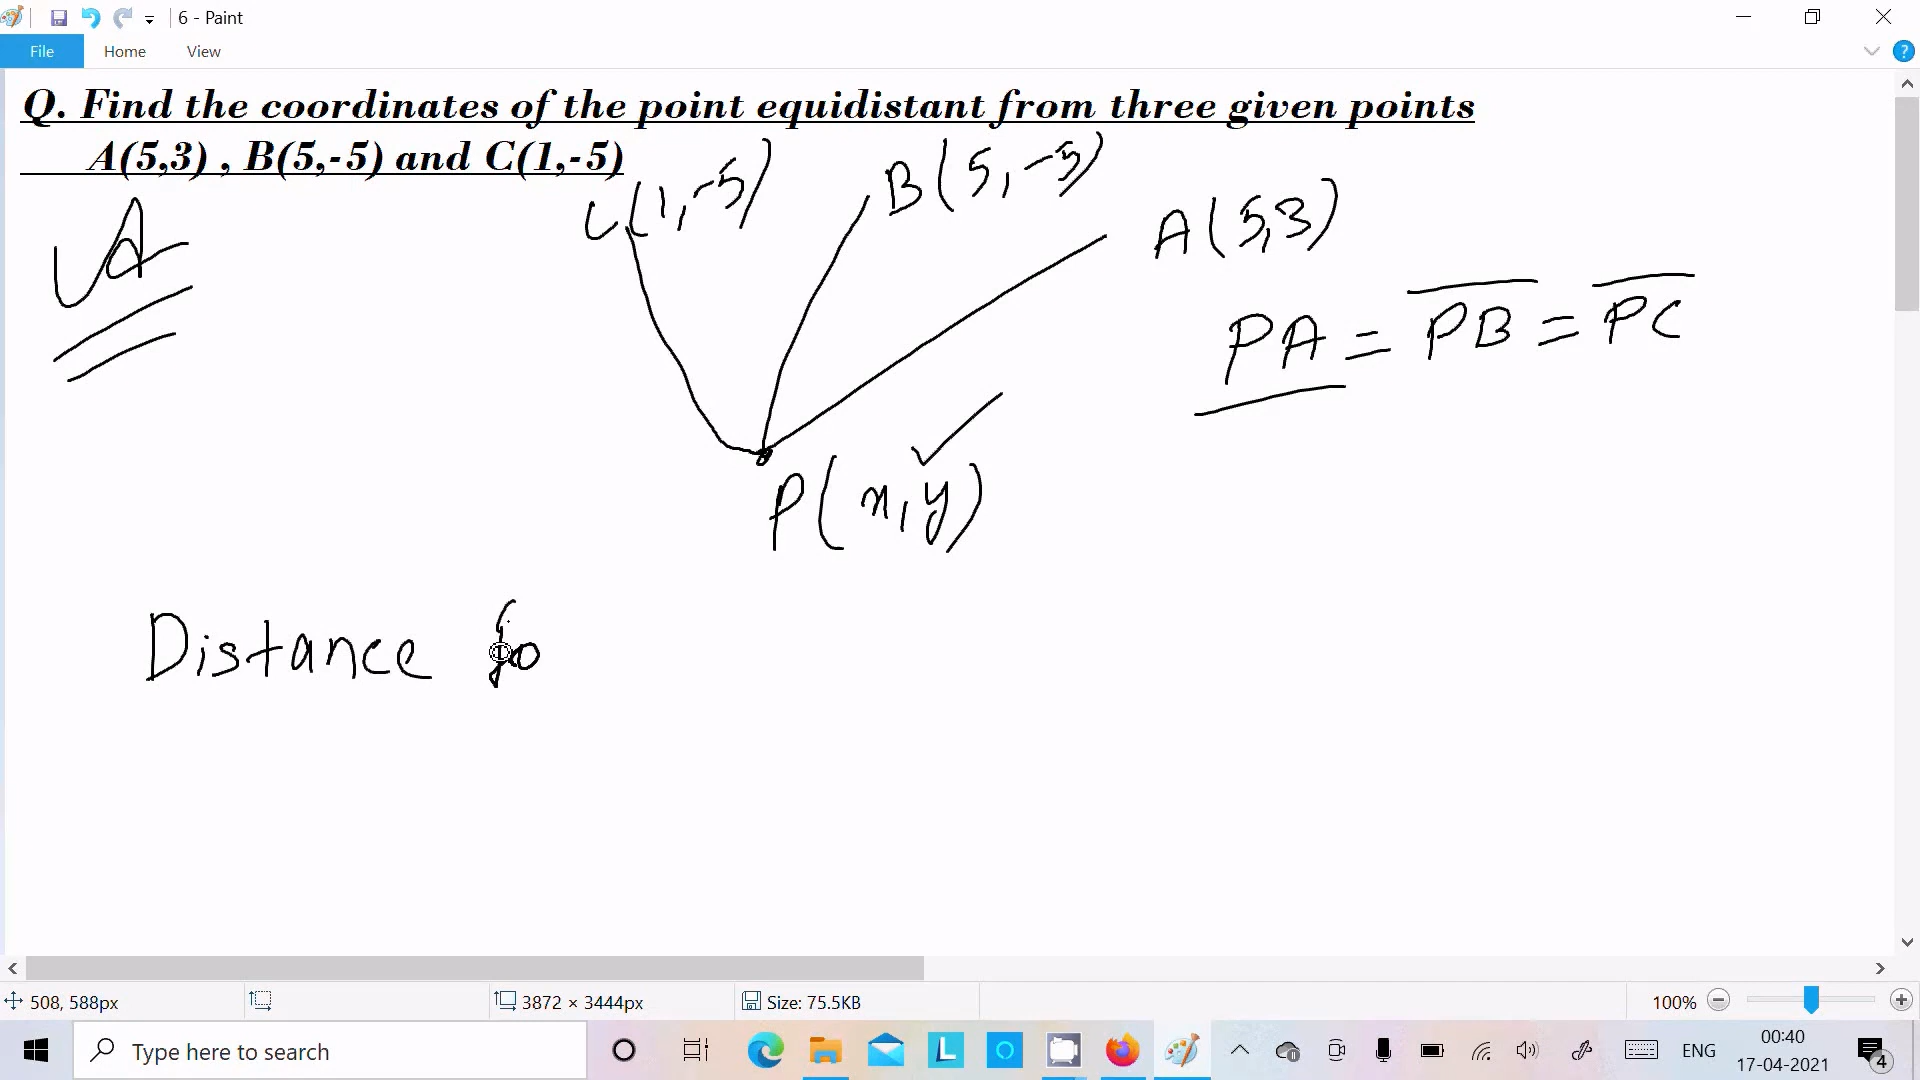 6 - Paint
File Home View
Q. Find the coordinates of the point equidistant from three given points
A(5,3) , B(5,-5) and C(1,-5)
C(1,-5) B(5,-5) A(5,3)
PA = PB = PC
P(x,y)
Distance fo
508, 588px 3872 × 3444px Size: 75.5KB 100%
Type here to search ENG 00:40
17-04-2021 4